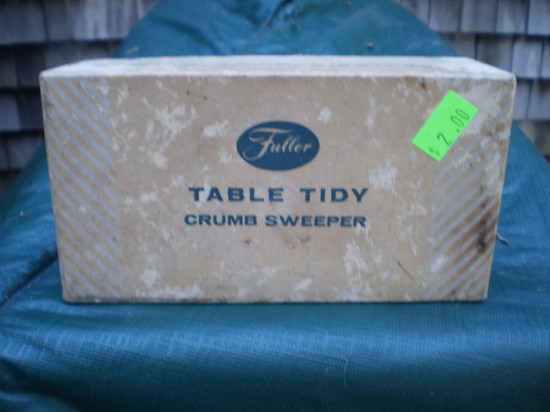 Fuller
$2.00
TABLE TIDY
CRUMB SWEEPER